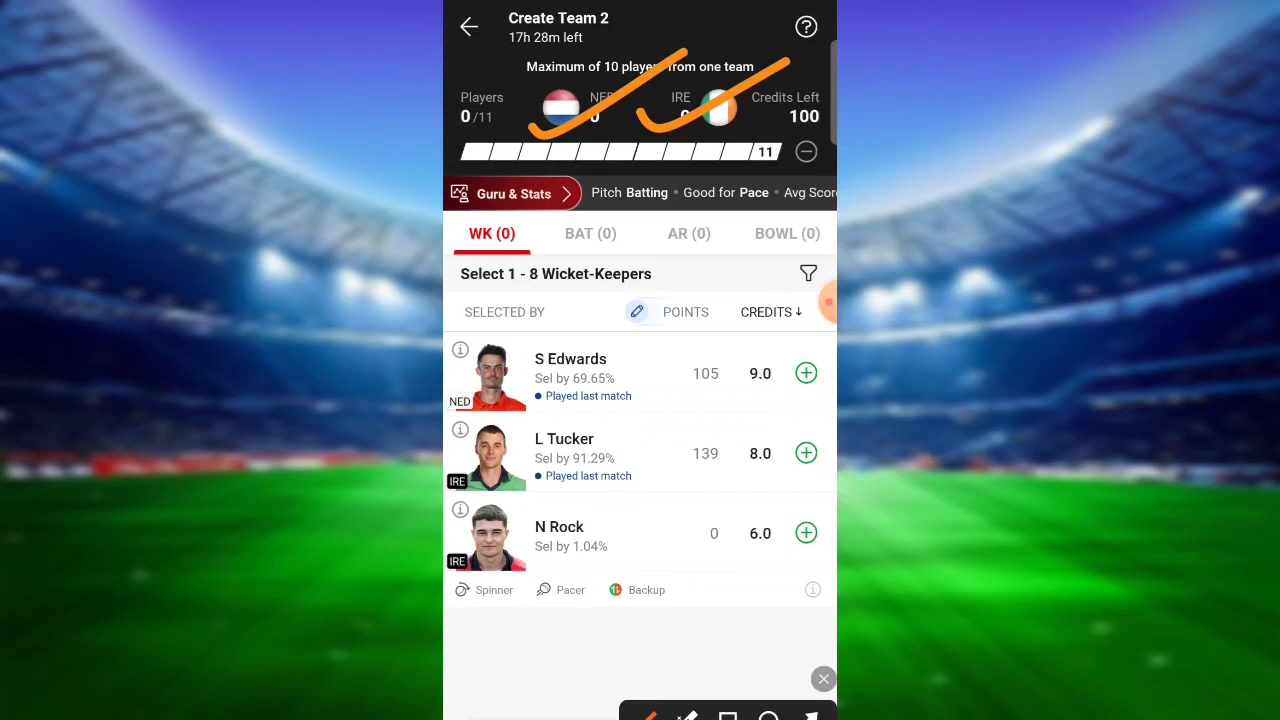 Create Team 2
17h 28m left
Maximum of 10 players from one team
Players
0/11
NED
0
IRE
0
Credits Left
100
11
Guru & Stats
Pitch Batting • Good for Pace • Avg Scor
WK (0) BAT (0) AR (0) BOWL (0)
Select 1 - 8 Wicket-Keepers
SELECTED BY POINTS CREDITS↓
S Edwards
Sel by 69.65%
105 9.0
Played last match
NED
L Tucker
Sel by 91.29%
139 8.0
Played last match
IRE
N Rock
Sel by 1.04%
0 6.0
IRE
Spinner Pacer Backup